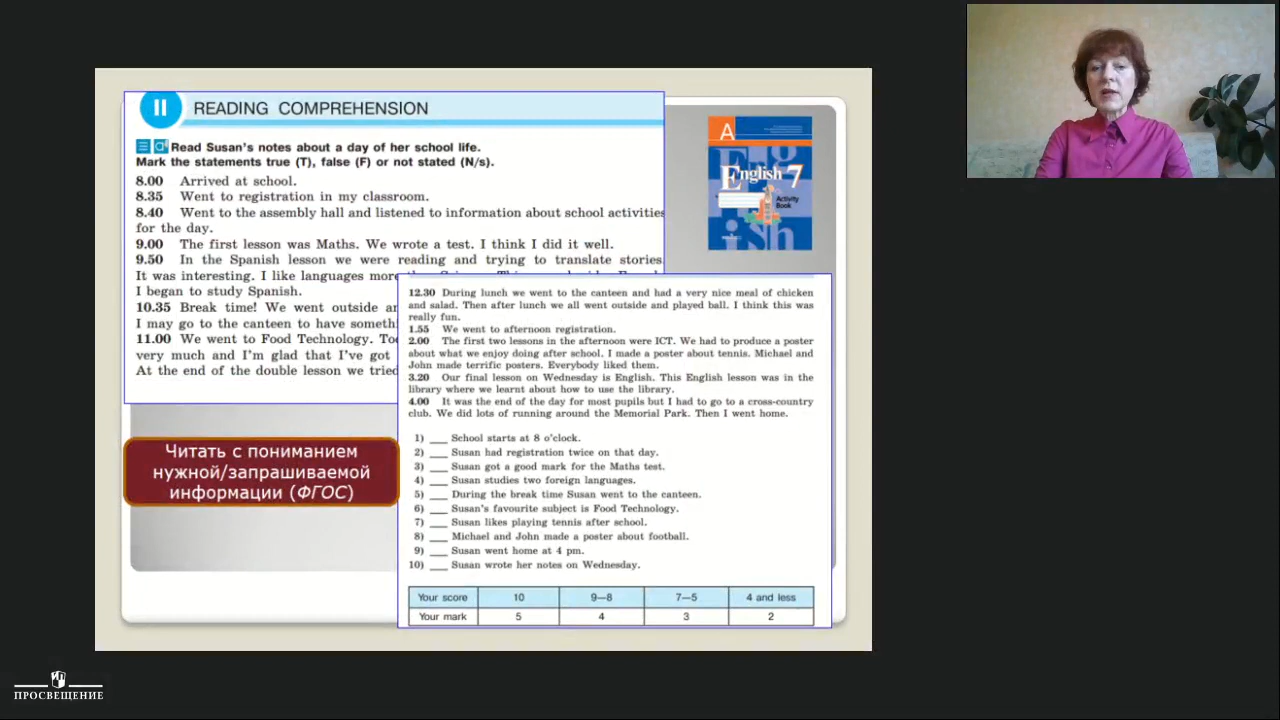 II READING COMPREHENSION
Read Susan's notes about a day of her school life.
Mark the statements true (T), false (F) or not stated (N/s).
8.00 Arrived at school.
8.35 Went to registration in my classroom.
8.40 Went to the assembly hall and listened to information about school activities
for the day.
9.00 The first lesson was Maths. We wrote a test. I think I did it well.
9.50 In the Spanish lesson we were reading and trying to translate stories.
It was interesting. I like languages more
I began to study Spanish.
10.35 Break time! We went outside
I may go to the canteen to have
11.00 We went to Food Technology.
very much and I'm glad that I've got
At the end of the double lesson we tried
12.30 During lunch we went to the canteen and had a very nice meal of chicken
and salad. Then after lunch we all went outside and played ball. I think this was
really fun.
1.55 We went to afternoon registration.
2.00 The first two lessons in the afternoon were ICT. We had to produce a poster
about what we enjoy doing after school. I made a poster about tennis. Michael and
John made terrific posters. Everybody liked them.
3.20 Our final lesson on Wednesday is English. This English lesson was in the
library where we learnt about how to use the library.
4.00 It was the end of the day for most pupils but I had to go to a cross-country
club. We did lots of running around the Memorial Park. Then I went home.
1) ___ School starts at 8 o'clock.
2) ___ Susan had registration twice on that day.
3) ___ Susan got a good mark for the Maths test.
4) ___ Susan studies two foreign languages.
5) ___ During the break time Susan went to the canteen.
6) ___ Susan's favourite subject is Food Technology.
7) ___ Susan likes playing tennis after school.
8) ___ Michael and John made a poster about football.
9) ___ Susan went home at 4 pm.
10) ___ Susan wrote her notes on Wednesday.
Your score 10 9—8 7—5 4 and less
Your mark 5 4 3 2
A
English 7
Activity
Book
Читать с пониманием
нужной/запрашиваемой
информации (ФГОС)
ПРОСВЕЩЕНИЕ